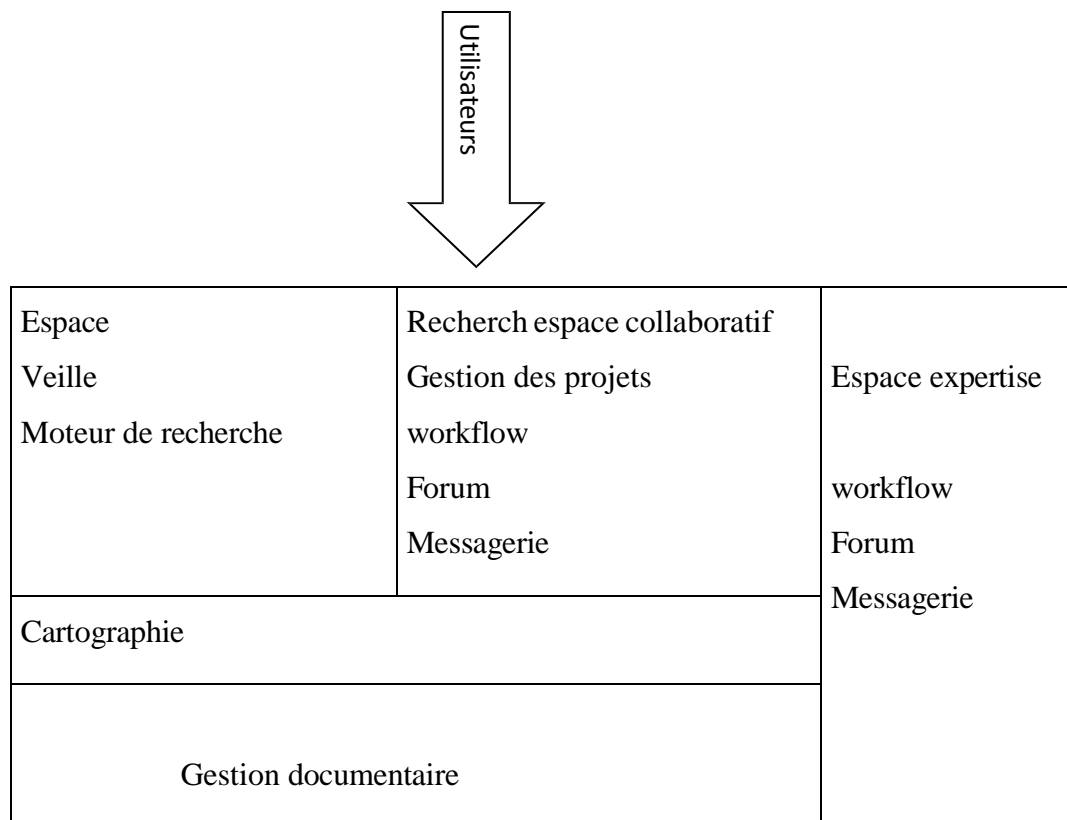 Utilisateurs
Espace
Veille
Moteur de recherche
Recherch espace collaboratif
Gestion des projets
workflow
Forum
Messagerie
Espace expertise
workflow
Forum
Messagerie
Cartographie
Gestion documentaire